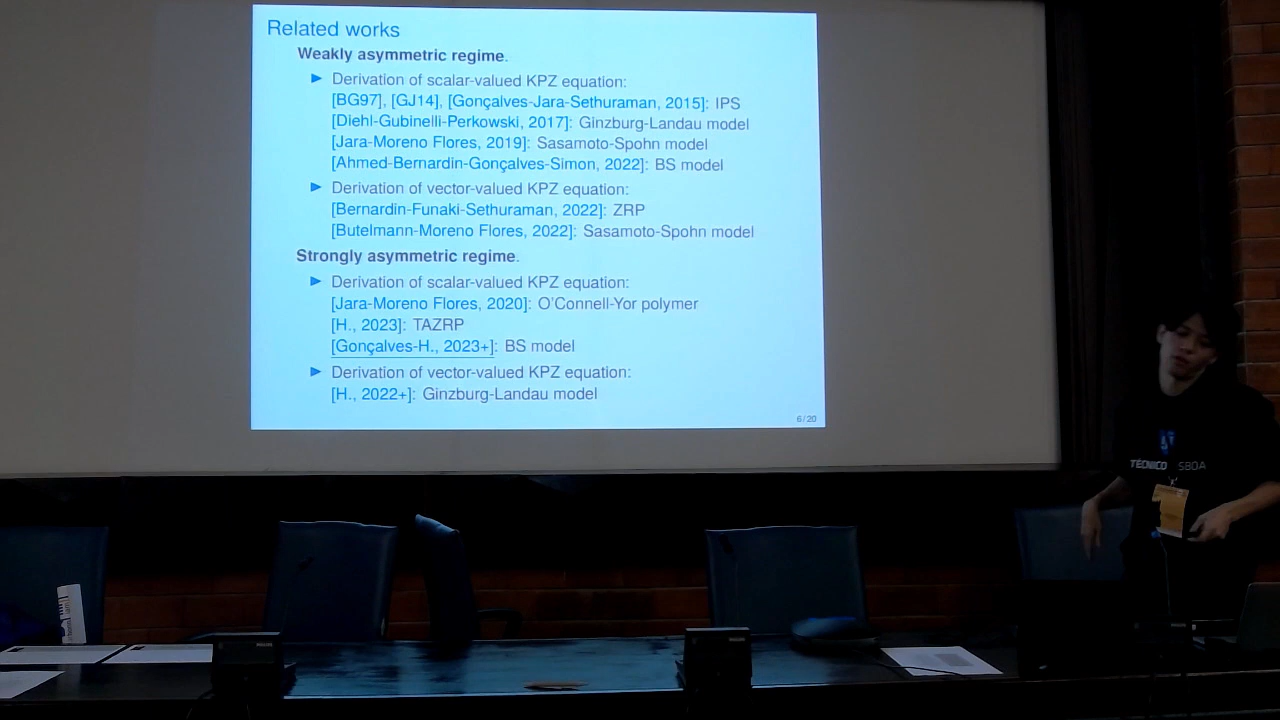 Related works
Weakly asymmetric regime.
▶ Derivation of scalar-valued KPZ equation:
[BG97], [GJ14], [Gonçalves-Jara-Sethuraman, 2015]: IPS
[Diehl-Gubinelli-Perkowski, 2017]: Ginzburg-Landau model
[Jara-Moreno Flores, 2019]: Sasamoto-Spohn model
[Ahmed-Bernardin-Gonçalves-Simon, 2022]: BS model
▶ Derivation of vector-valued KPZ equation:
[Bernardin-Funaki-Sethuraman, 2022]: ZRP
[Butelmann-Moreno Flores, 2022]: Sasamoto-Spohn model
Strongly asymmetric regime.
▶ Derivation of scalar-valued KPZ equation:
[Jara-Moreno Flores, 2020]: O'Connell-Yor polymer
[H., 2023]: TAZRP
[Gonçalves-H., 2023+]: BS model
▶ Derivation of vector-valued KPZ equation:
[H., 2022+]: Ginzburg-Landau model
6/20
TÉCNICO SBOA